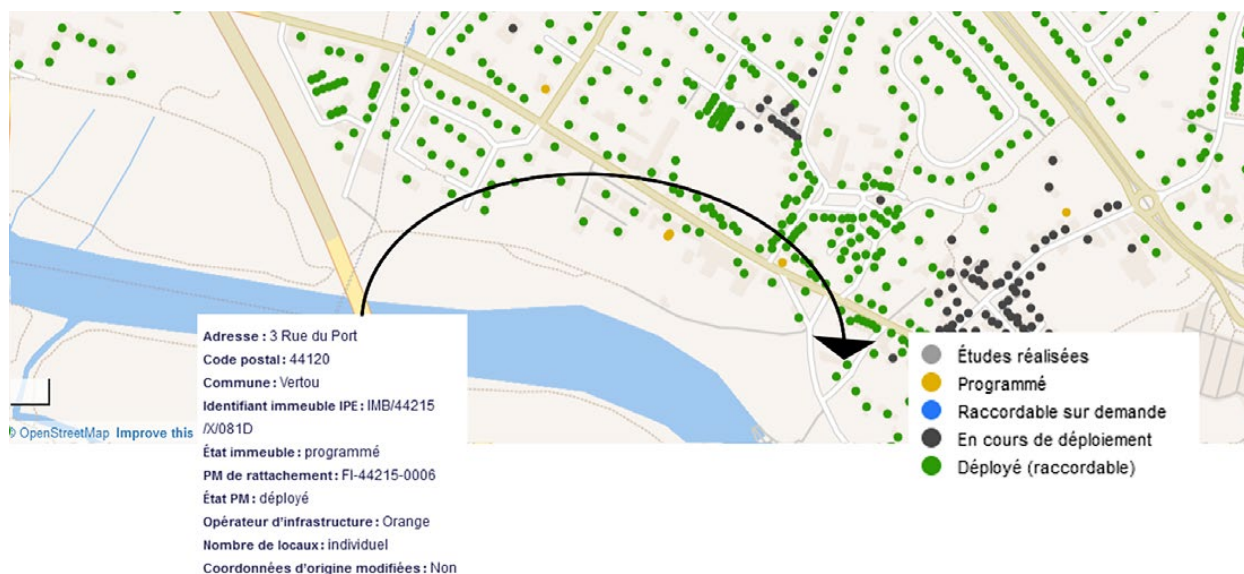 Adresse : 3 Rue du Port
Code postal : 44120
Commune : Vertou
Identifiant immeuble IPE : IMB/44215
/X/081D
État immeuble : programmé
PM de rattachement : FI-44215-0006
État PM : déployé
Opérateur d'infrastructure : Orange
Nombre de locaux : individuel
Coordonnées d'origine modifiées : Non
Études réalisées
Programmé
Raccordable sur demande
En cours de déploiement
Déployé (raccordable)
© OpenStreetMap Improve this